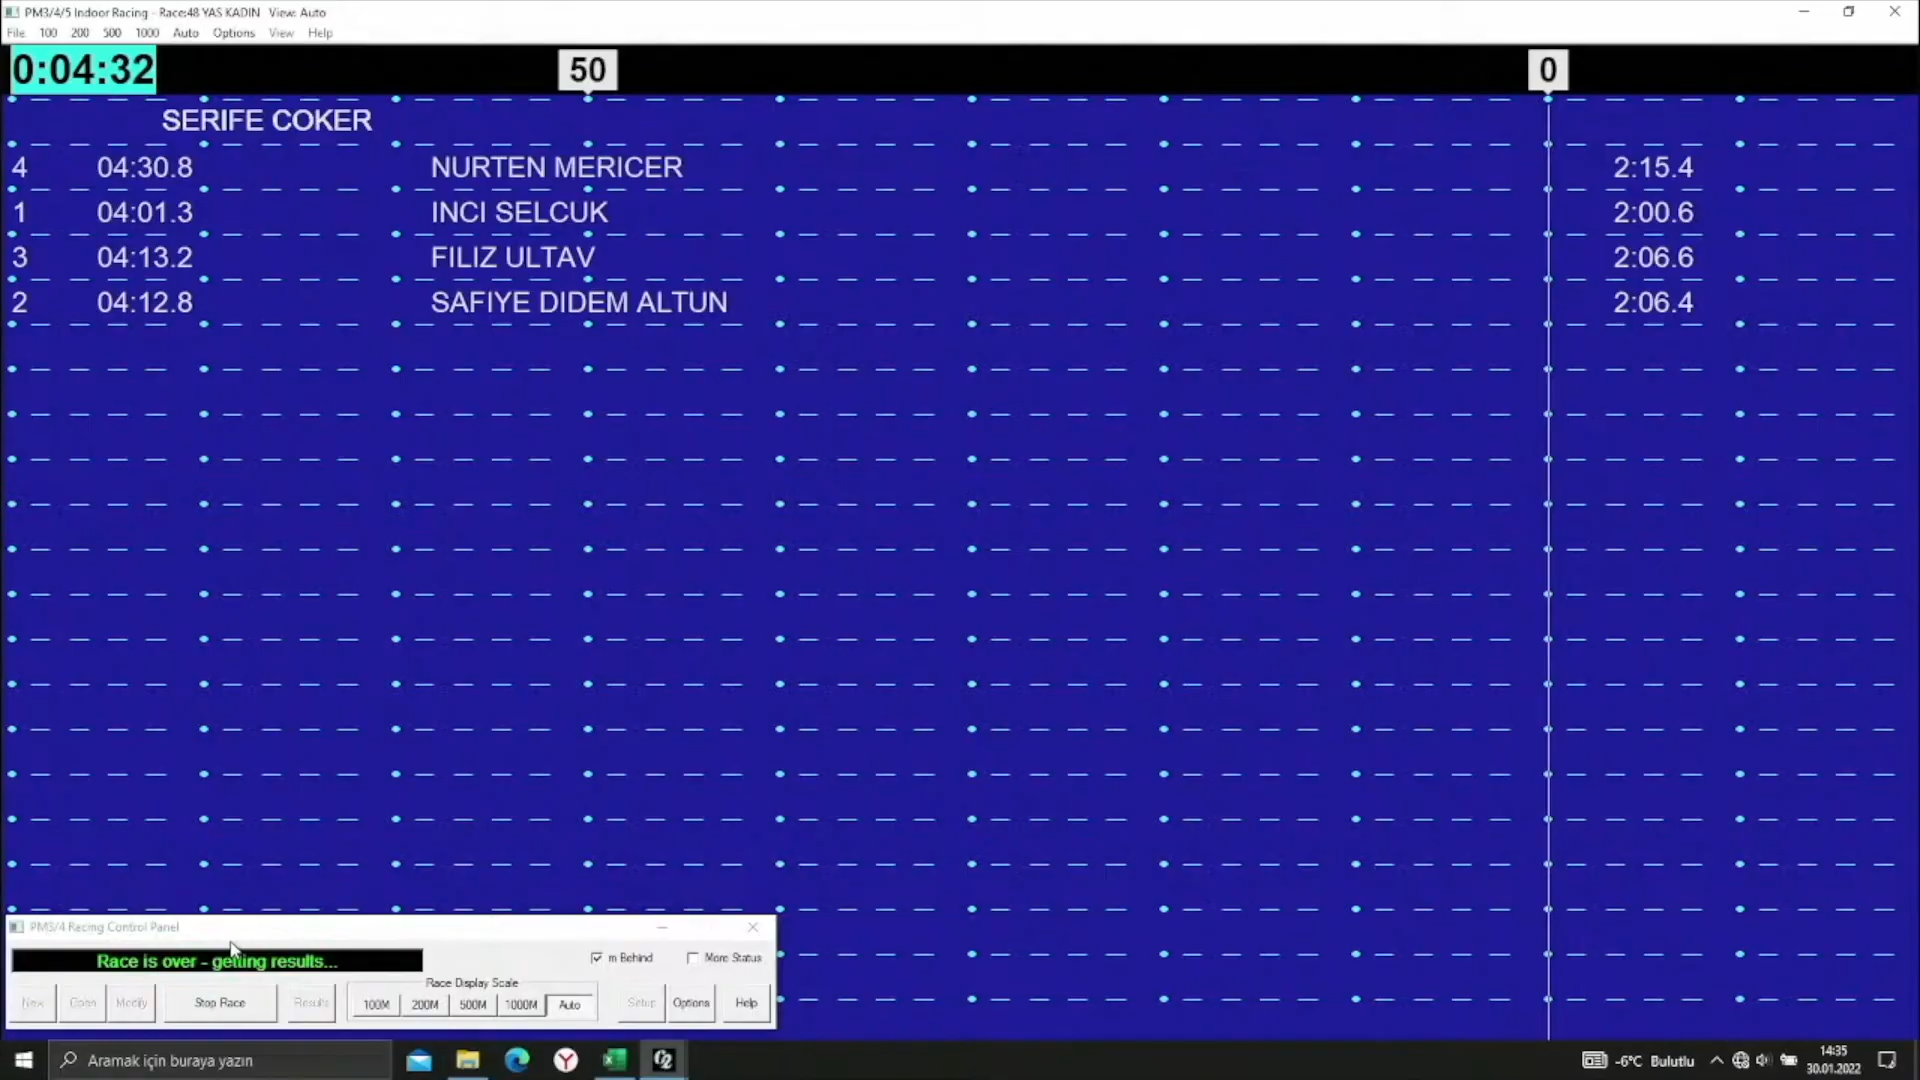 PM3/4/5 Indoor Racing - Race:48 YAS KADIN View: Auto
File 100 200 500 1000 Auto Options View Help
0:04:32 50 0
SERIFE COKER
4 04:30.8 NURTEN MERICER 2:15.4
1 04:01.3 INCI SELCUK 2:00.6
3 04:13.2 FILIZ ULTAV 2:06.6
2 04:12.8 SAFIYE DIDEM ALTUN 2:06.4
PM3/4 Racing Control Panel
Race is over - getting results...
m Behind More Status
Race Display Scale
New Open Modify Stop Race Results 100M 200M 500M 1000M Auto Setup Options Help
Aramak için buraya yazın
-6°C Bulutlu
14:35
30.01.2022